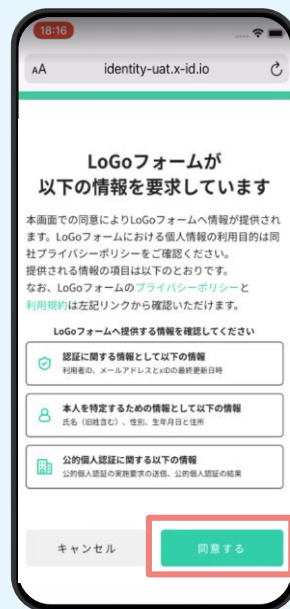 18:16
AA identity-uat.x-id.io
LoGoフォームが
以下の情報を要求しています
本画面での同意によりLoGoフォームへ情報が提供され
ます。LoGoフォームにおける個人情報の利用目的は同
社プライバシーポリシーをご確認ください。
提供される情報の項目は以下のとおりです。
なお、LoGoフォームのプライバシーポリシーと
利用規約は左記リンクから確認いただけます。
LoGoフォームへ提供する情報を確認してください
認証に関する情報として以下の情報
利用者ID、メールアドレスとxIDの最終更新日時
本人を特定するための情報として以下の情報
氏名（旧姓含む）、性別、生年月日と住所
公的個人認証に関する以下の情報
公的個人認証の実施要求の送信、公的個人認証の結果
キャンセル 同意する